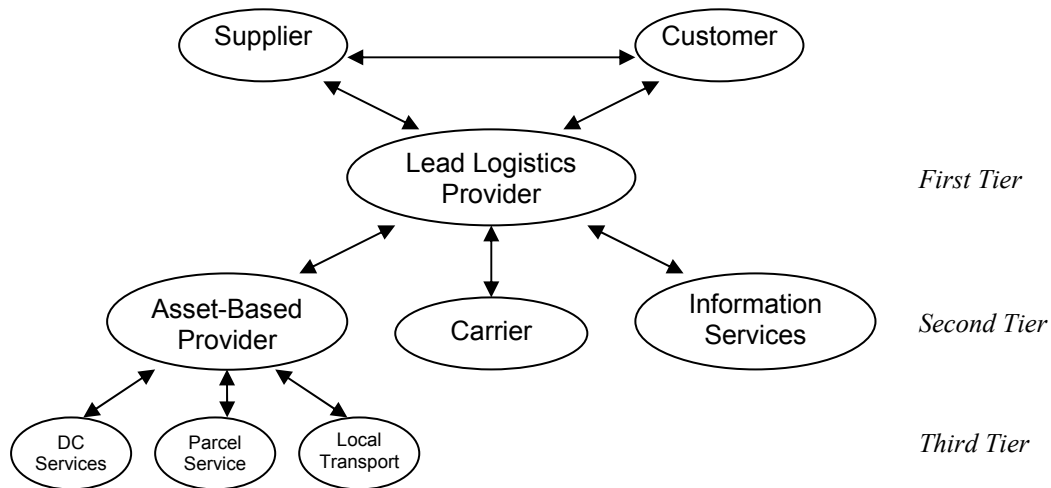 Supplier
Customer
Lead Logistics
Provider
First Tier
Asset-Based
Provider
Carrier
Information
Services
Second Tier
DC
Services
Parcel
Service
Local
Transport
Third Tier